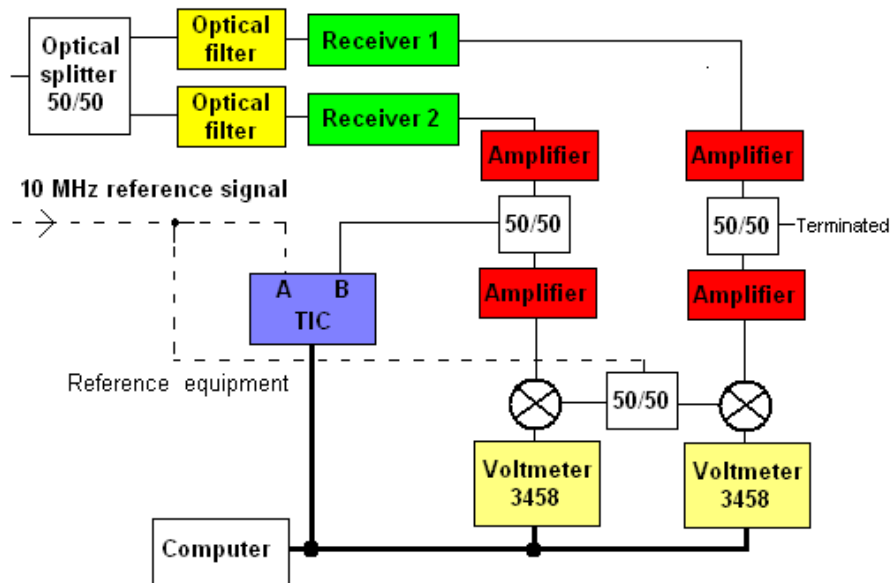 Optical
splitter
50/50
Optical
filter
Receiver 1
Optical
filter
Receiver 2
Amplifier
Amplifier
10 MHz reference signal
50/50
50/50
Terminated
A B
TIC
Amplifier
Amplifier
Reference equipment
50/50
Voltmeter
3458
Voltmeter
3458
Computer